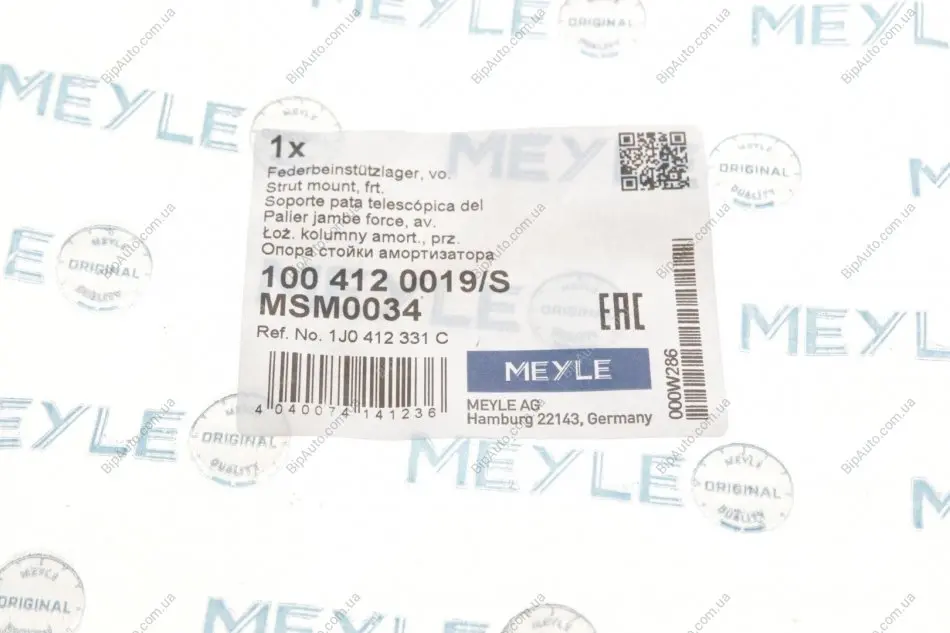 1x
Federbeinstützlager, vo.
Strut mount, frt.
Soporte pata telescópica del
Palier jambe force, av.
Łoż. kolumny amort., prz.
Опора стойки амортизатора
100 412 0019/S
MSM0034
Ref. No. 1J0 412 331 C
4 040074 141236
EAC
MEYLE
MEYLE AG
Hamburg 22143, Germany
000W286
MEYLE
ORIGINAL
QUALITY
BipAuto.com.ua